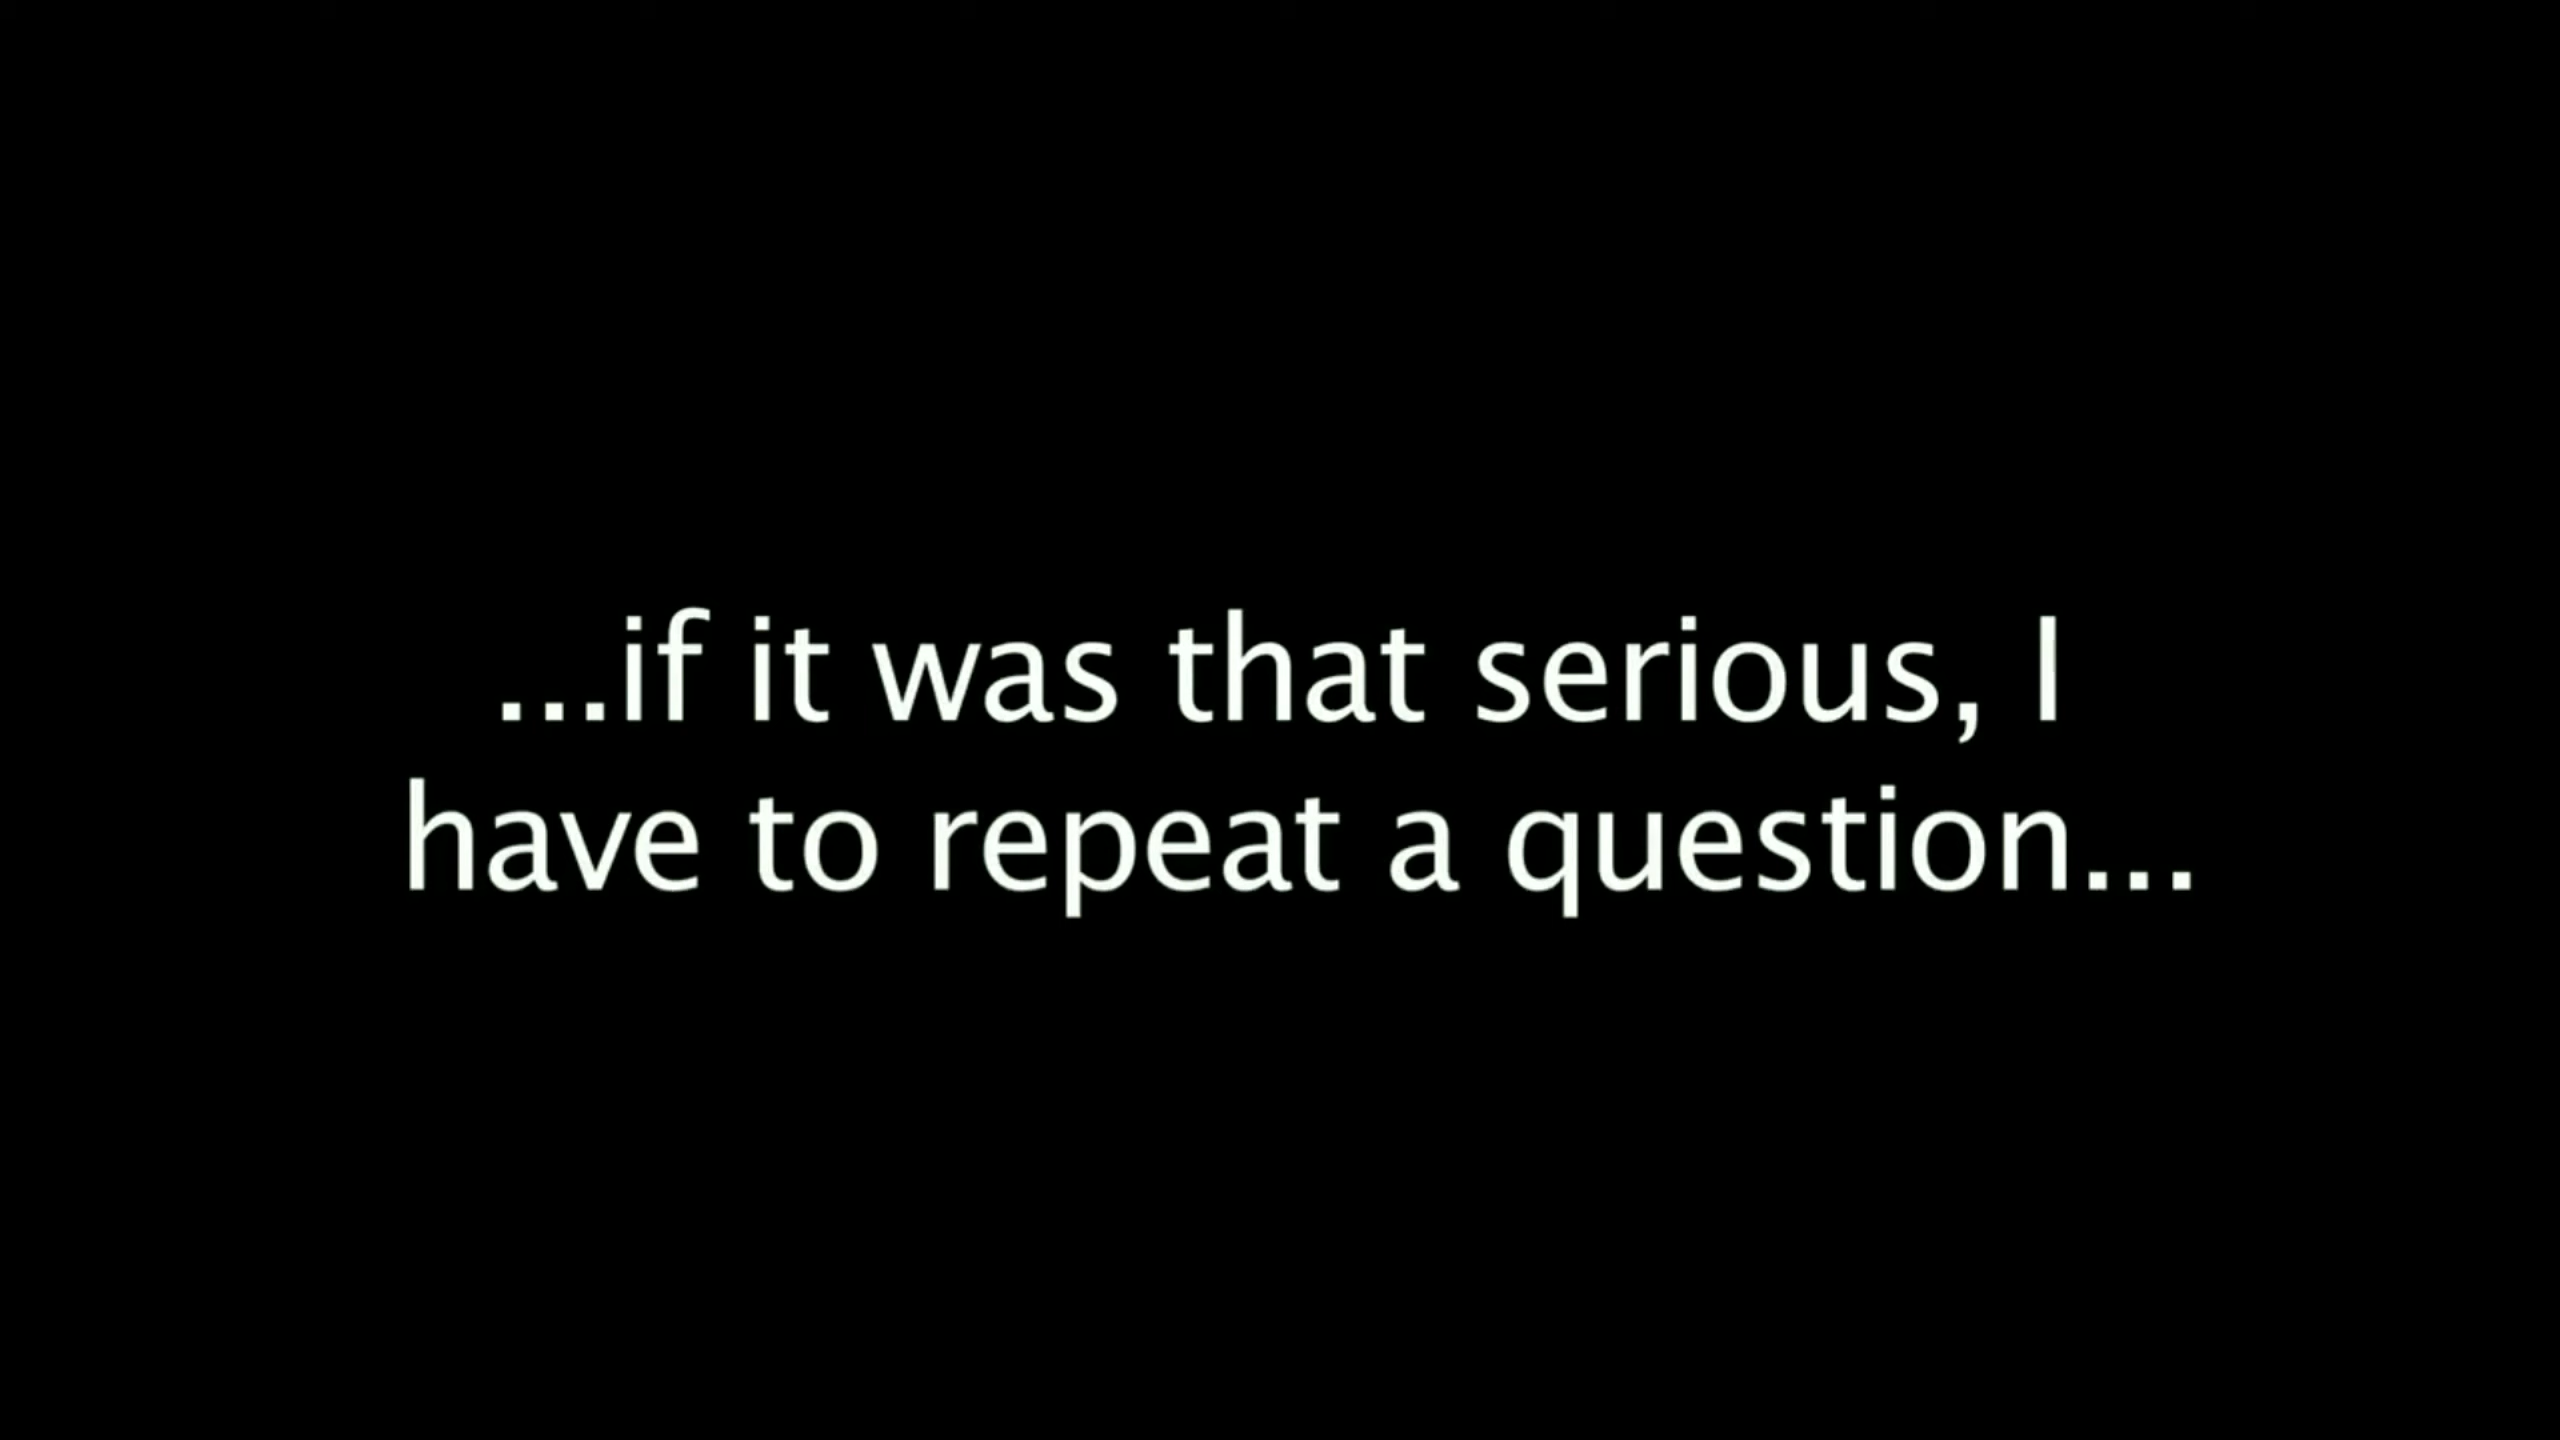 ...if it was that serious, I
have to repeat a question...